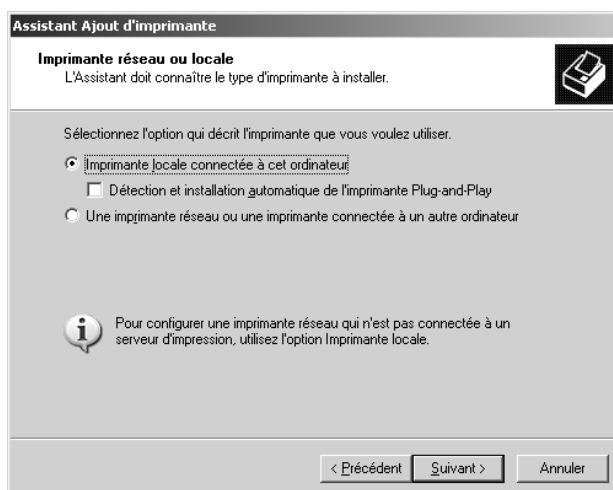 Assistant Ajout d'imprimante
Imprimante réseau ou locale
L'Assistant doit connaître le type d'imprimante à installer.
Sélectionnez l'option qui décrit l'imprimante que vous voulez utiliser.
Imprimante locale connectée à cet ordinateur
Détection et installation automatique de l'imprimante Plug-and-Play
Une imprimante réseau ou une imprimante connectée à un autre ordinateur
Pour configurer une imprimante réseau qui n'est pas connectée à un
serveur d'impression, utilisez l'option Imprimante locale.
< Précédent Suivant > Annuler